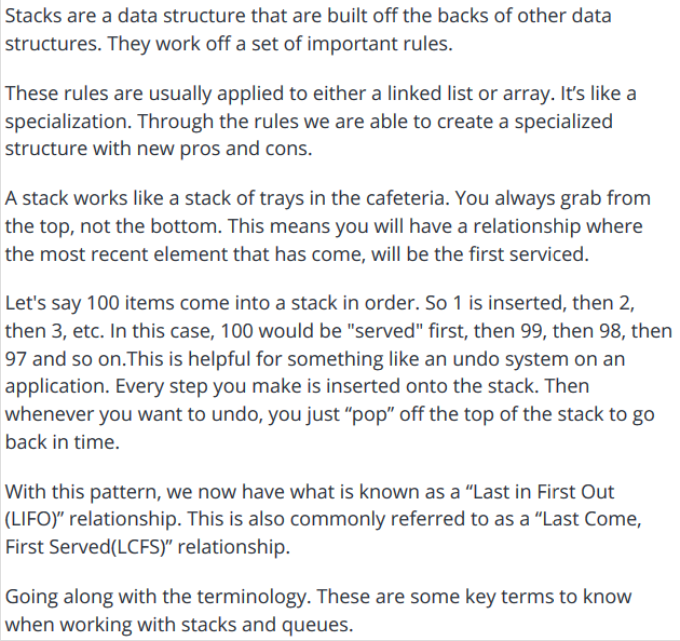 Stacks are a data structure that are built off the backs of other data
structures. They work off a set of important rules.
These rules are usually applied to either a linked list or array. It's like a
specialization. Through the rules we are able to create a specialized
structure with new pros and cons.
A stack works like a stack of trays in the cafeteria. You always grab from
the top, not the bottom. This means you will have a relationship where
the most recent element that has come, will be the first serviced.
Let's say 100 items come into a stack in order. So 1 is inserted, then 2,
then 3, etc. In this case, 100 would be "served" first, then 99, then 98, then
97 and so on.This is helpful for something like an undo system on an
application. Every step you make is inserted onto the stack. Then
whenever you want to undo, you just “pop” off the top of the stack to go
back in time.
With this pattern, we now have what is known as a “Last in First Out
(LIFO)” relationship. This is also commonly referred to as a “Last Come,
First Served(LCFS)” relationship.
Going along with the terminology. These are some key terms to know
when working with stacks and queues.